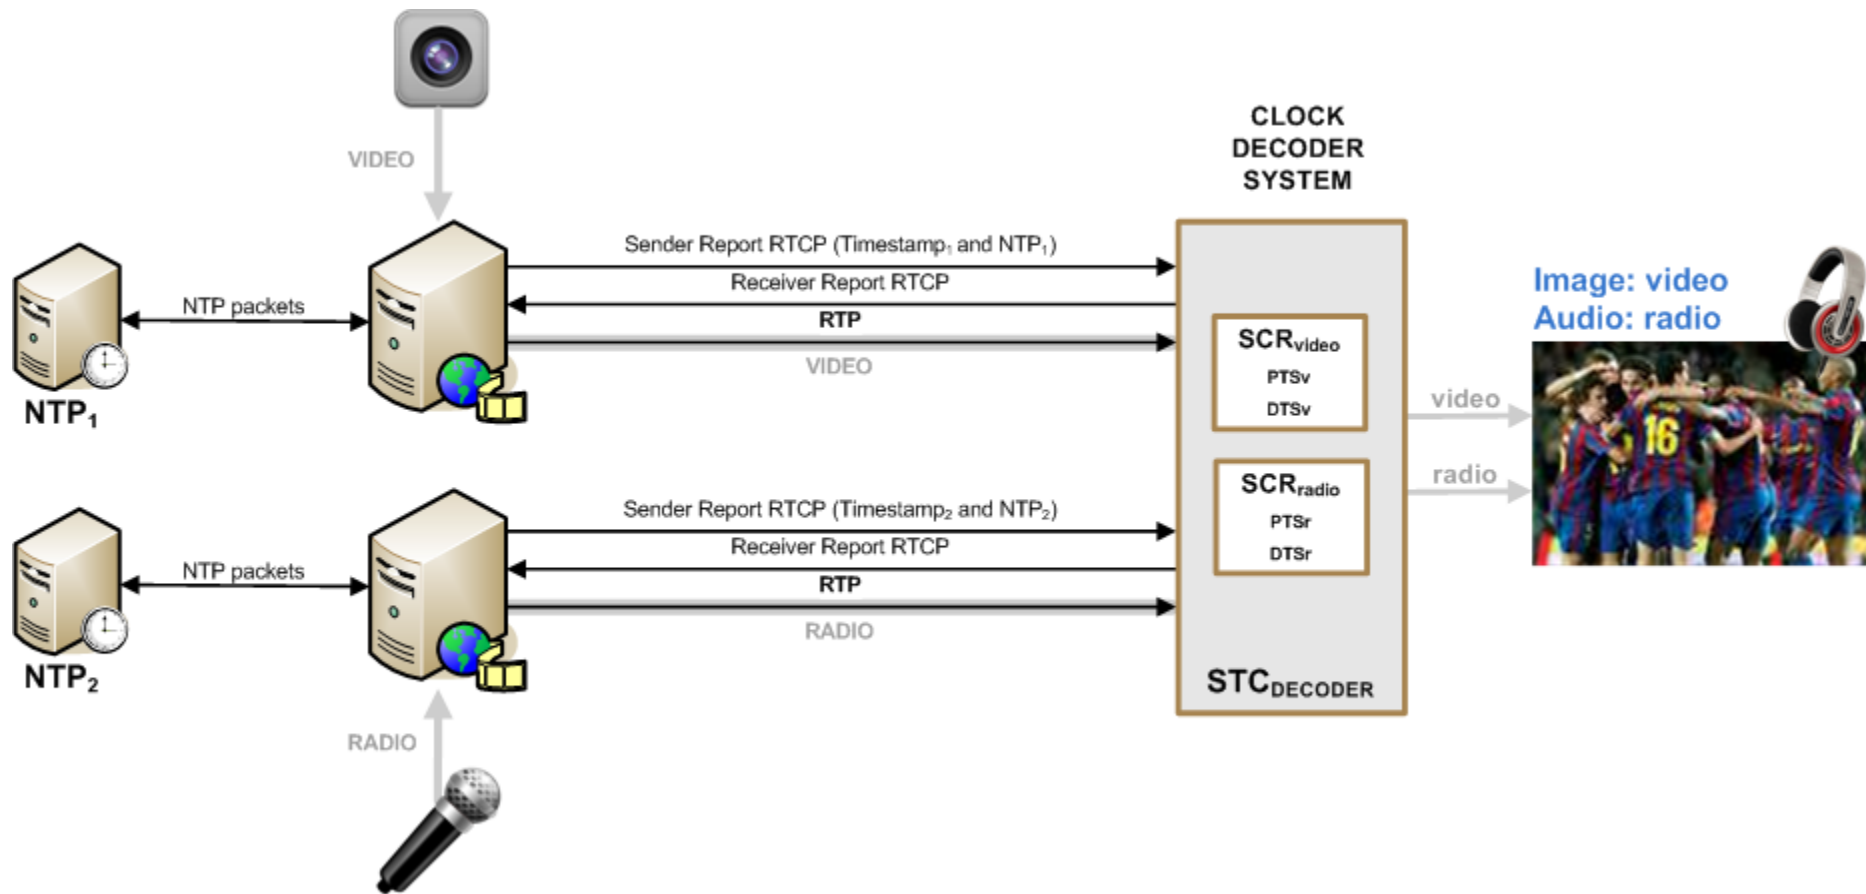 VIDEO
CLOCK
DECODER
SYSTEM
NTP packets
NTP₁
Sender Report RTCP (Timestamp₁ and NTP₁)
Receiver Report RTCP
RTP
VIDEO
SCRvideo
PTSv
DTSv
video
Image: video
Audio: radio
16
NTP packets
NTP₂
Sender Report RTCP (Timestamp₂ and NTP₂)
Receiver Report RTCP
RTP
RADIO
SCRradio
PTSr
DTSr
radio
STCDECODER
RADIO